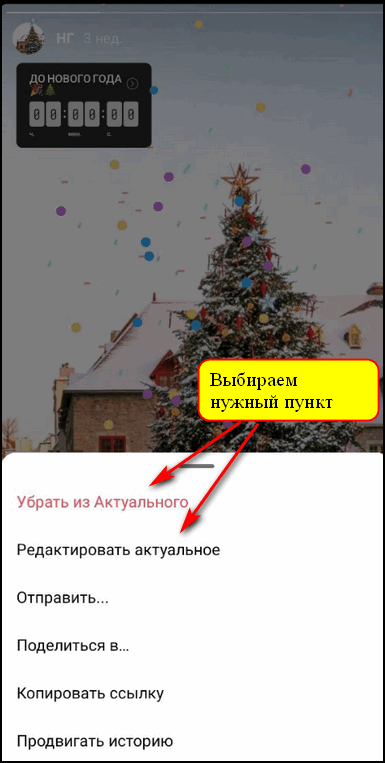 НГ 3 нед.
ДО НОВОГО ГОДА
00:00:00
ч. мин. с.
Выбираем
нужный пункт
Убрать из Актуального
Редактировать актуальное
Отправить...
Поделиться в...
Копировать ссылку
Продвигать историю